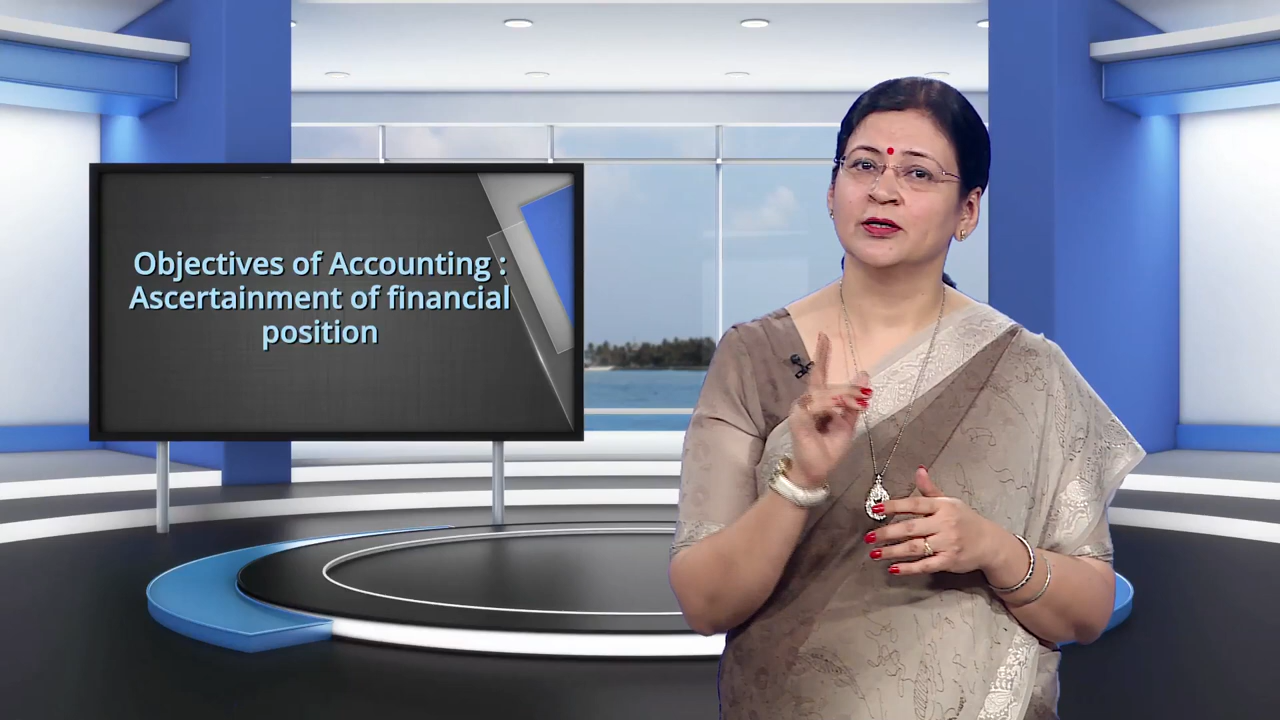 Objectives of Accounting :
Ascertainment of financial
position